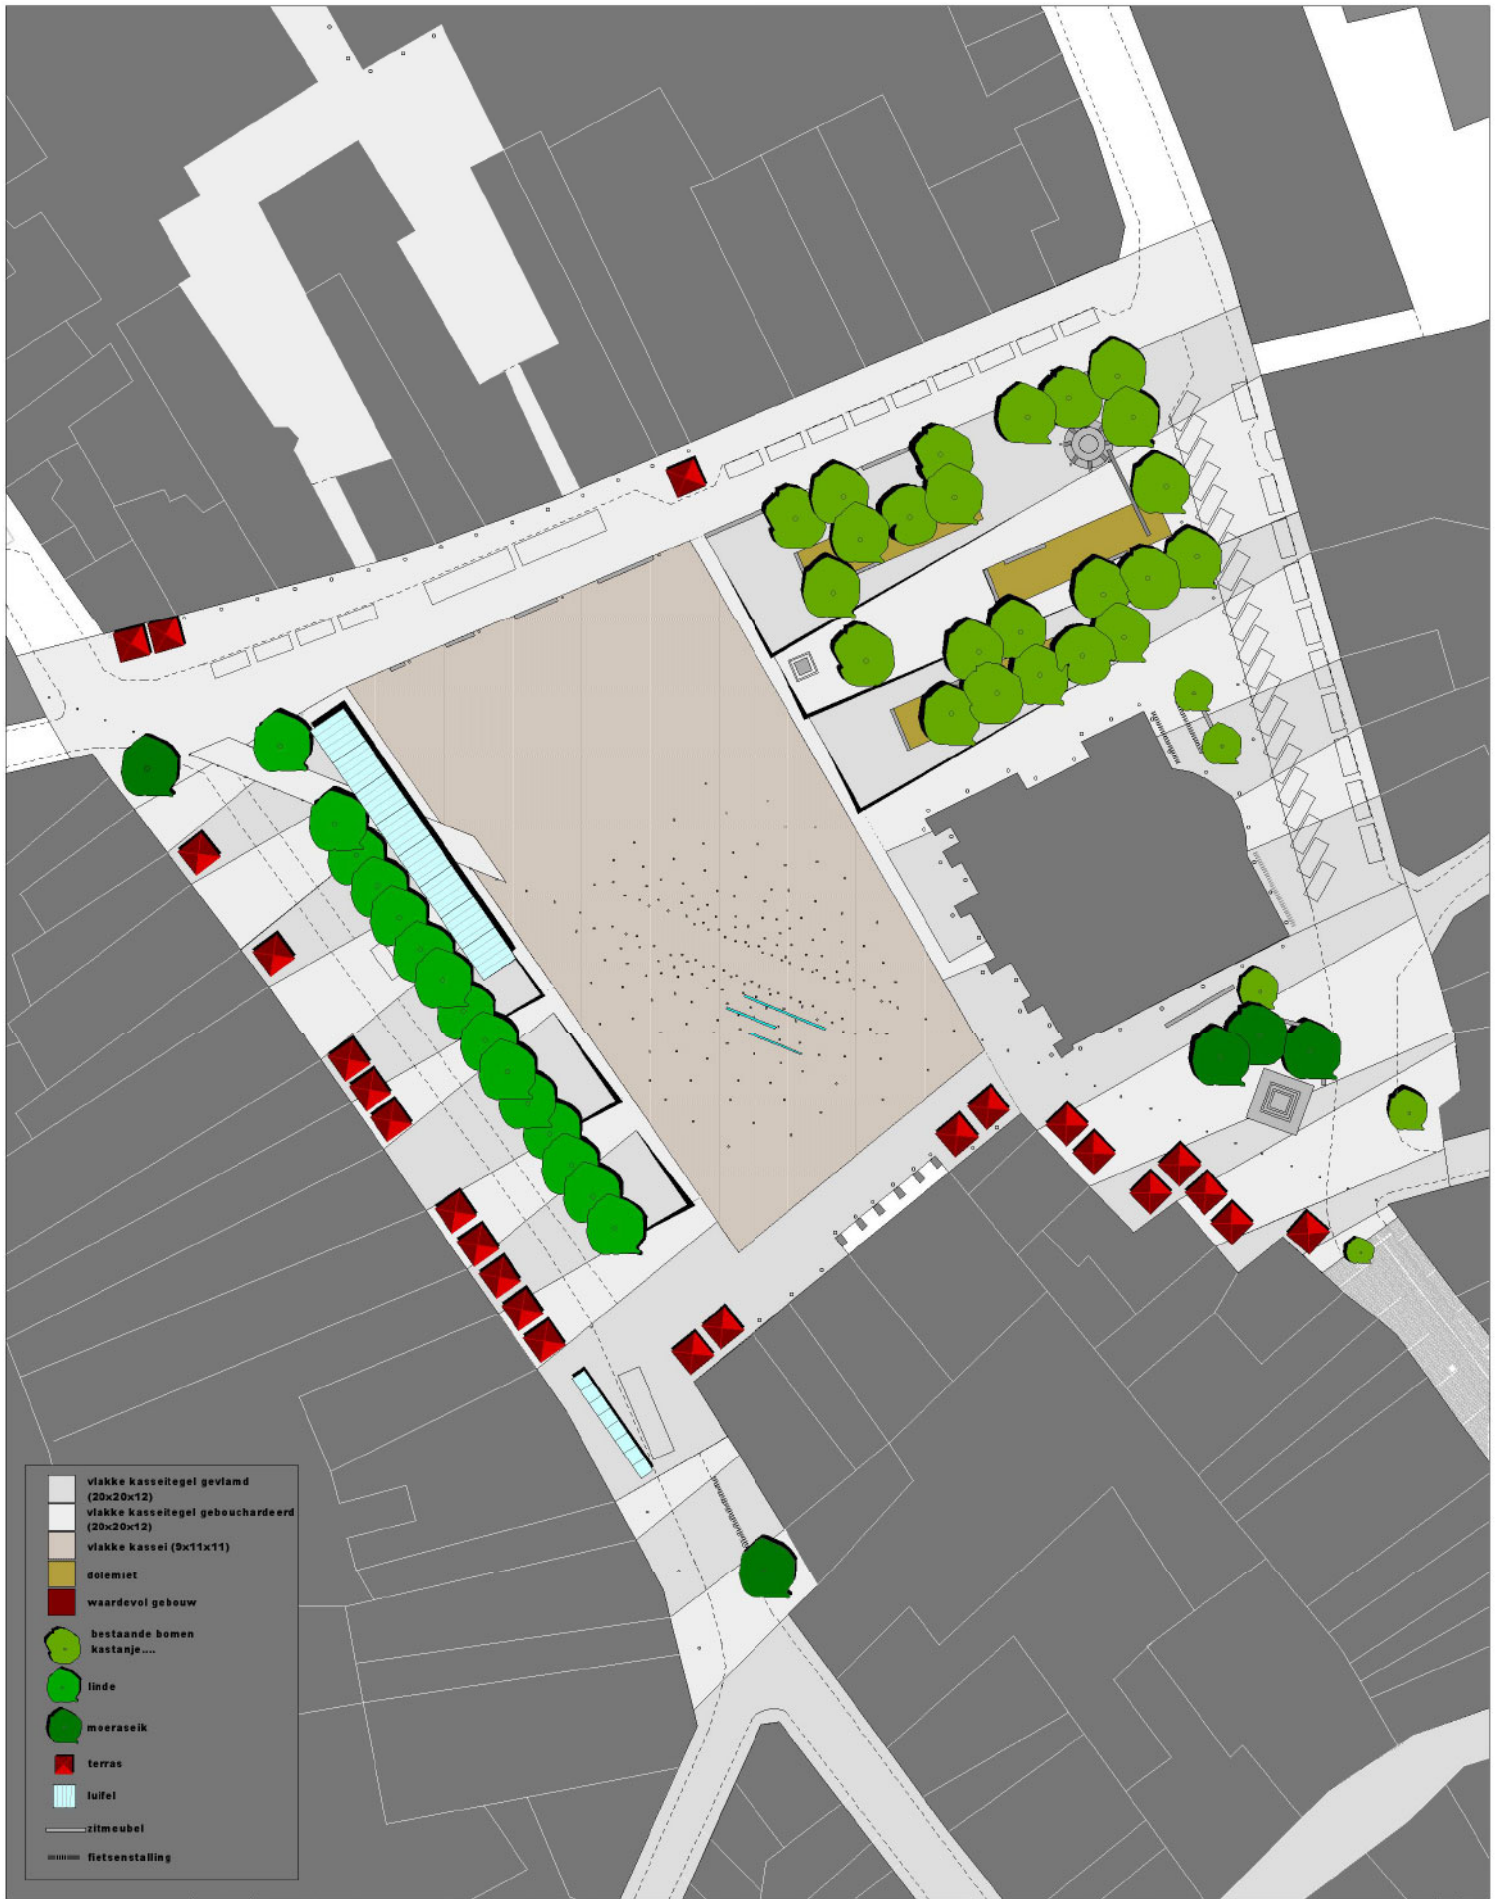 vlakke kasseitegel gevlamd
(20x20x12)
vlakke kasseitegel gebouchardeerd
(20x20x12)
vlakke kassei (9x11x11)
dolemiet
waardevol gebouw
bestaande bomen
kastanje....
linde
moeraseik
terras
luifel
zitmeubel
fietsenstalling